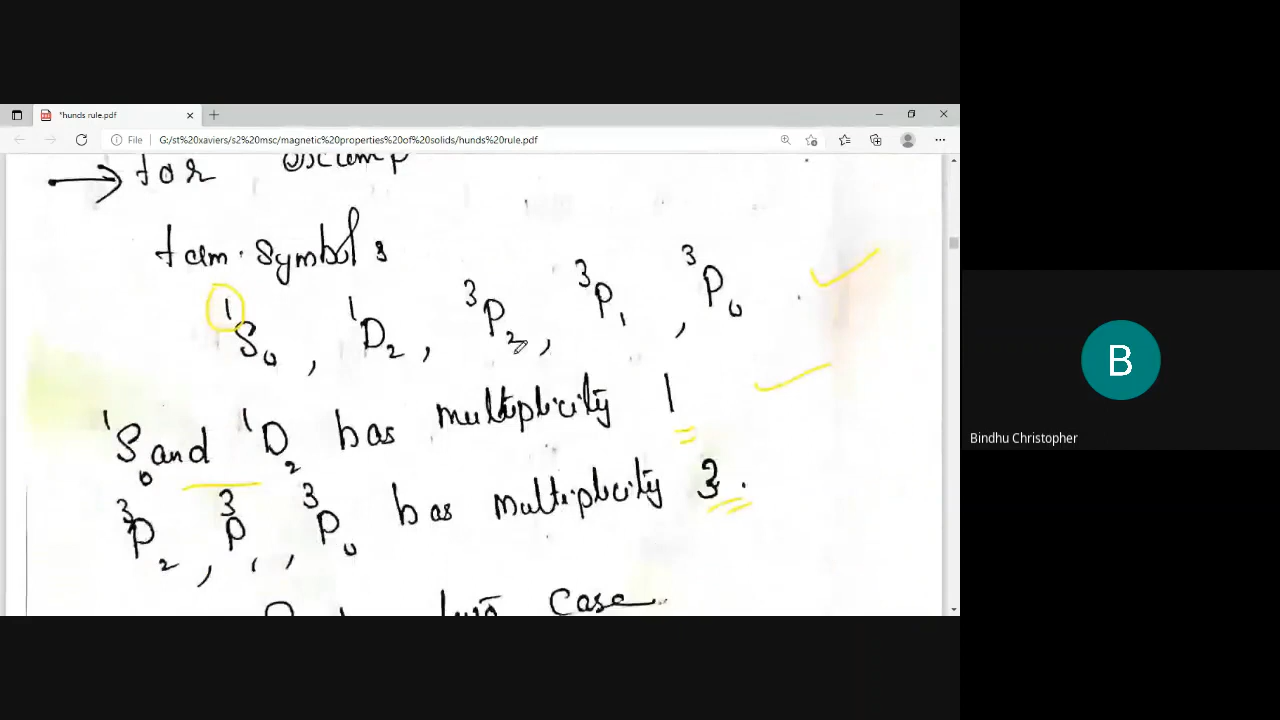 *hunds rule.pdf
File G:/st%20xaviers/s2%20msc/magnetic%20properties%20of%20solids/hunds%20rule.pdf
→ for
term symbols
¹S₀, ¹D₂, ³P₂, ³P₁, ³P₀
¹S₀ and ¹D₂ has multiplicity 1
³P₂, ³P₁, ³P₀ has multiplicity 3.
case
B
Bindhu Christopher